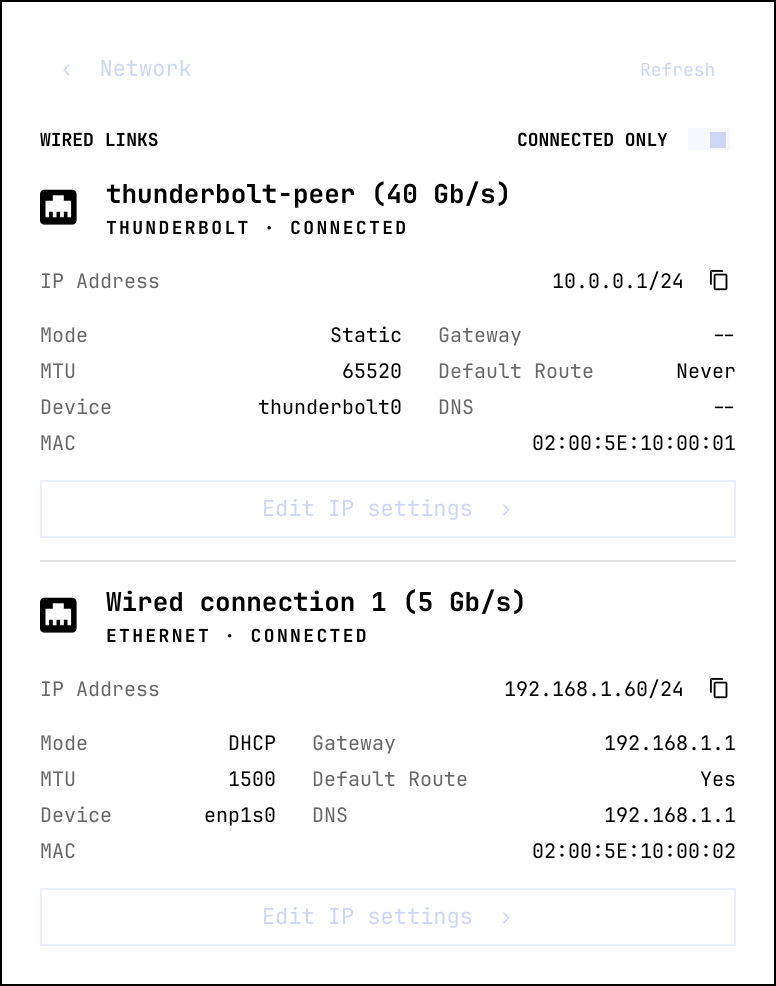 ‹ Network Refresh
WIRED LINKS CONNECTED ONLY
thunderbolt-peer (40 Gb/s)
THUNDERBOLT · CONNECTED
IP Address 10.0.0.1/24
Mode Static Gateway --
MTU 65520 Default Route Never
Device thunderbolt0 DNS --
MAC 02:00:5E:10:00:01
Edit IP settings ›
Wired connection 1 (5 Gb/s)
ETHERNET · CONNECTED
IP Address 192.168.1.60/24
Mode DHCP Gateway 192.168.1.1
MTU 1500 Default Route Yes
Device enp1s0 DNS 192.168.1.1
MAC 02:00:5E:10:00:02
Edit IP settings ›